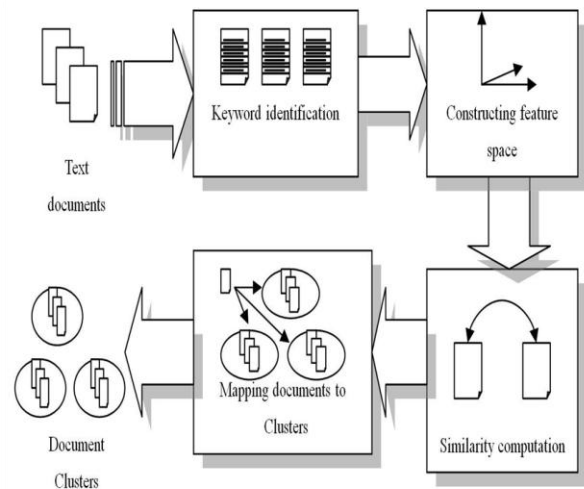 Keyword identification
Constructing feature
space
Text
documents
Mapping documents to
Clusters
Similarity computation
Document
Clusters